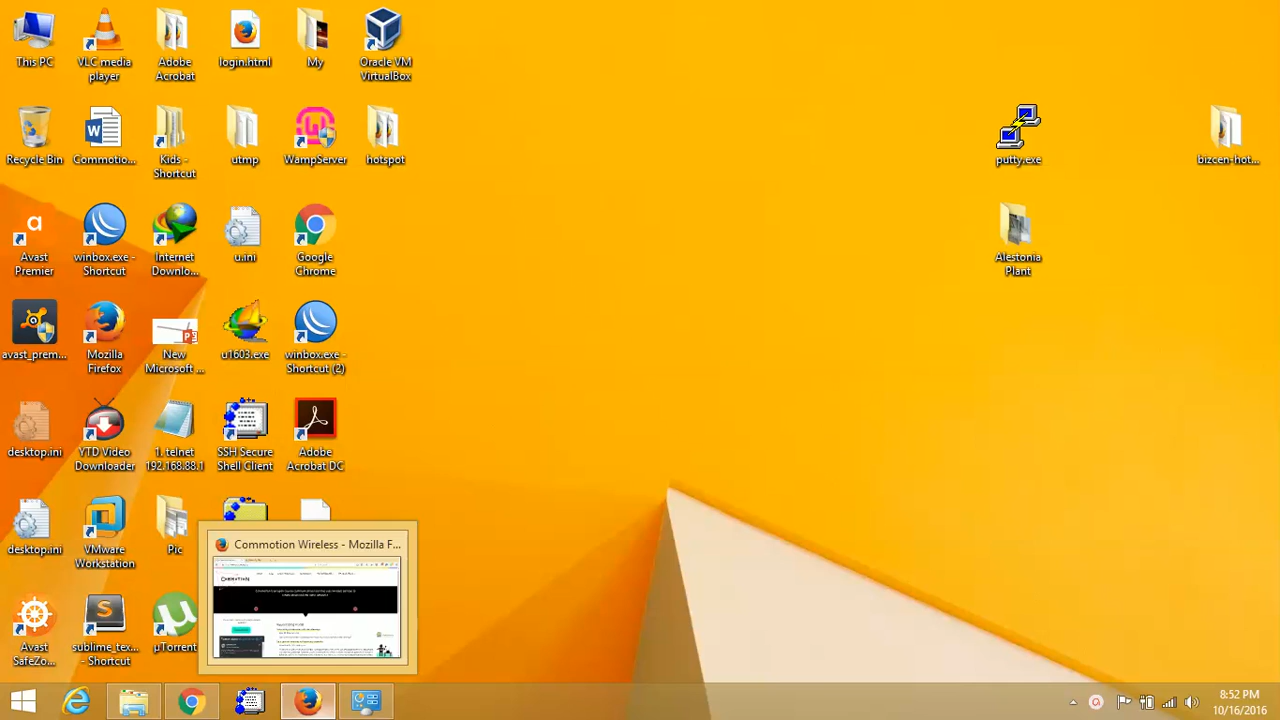 This PC
VLC media
player
Adobe
Acrobat
login.html
My
Oracle VM
VirtualBox
Recycle Bin
Commotio...
Kids -
Shortcut
utmp
WampServer
hotspot
putty.exe
bizcen-hot...
Avast
Premier
winbox.exe -
Shortcut
Internet
Downlo...
u.ini
Google
Chrome
Alestonia
Plant
avast_prem...
Mozilla
Firefox
New
Microsoft ...
u1603.exe
winbox.exe -
Shortcut (2)
desktop.ini
YTD Video
Downloader
1. telnet
192.168.88.1
SSH Secure
Shell Client
Adobe
Acrobat DC
desktop.ini
VMware
Workstation
Pic
Commotion Wireless - Mozilla F...
Avast
SafeZo...
sublime_tex...
- Shortcut
µTorrent
8:52 PM
10/16/2016